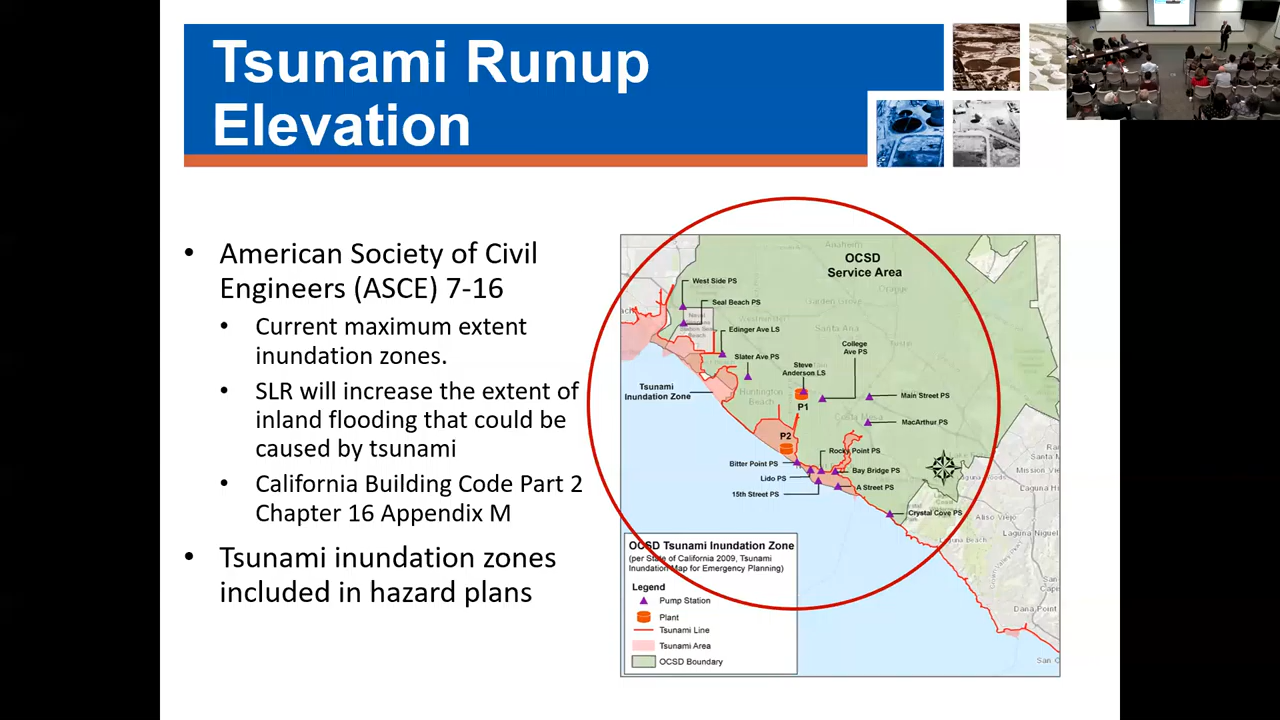 Tsunami Runup
Elevation
• American Society of Civil
Engineers (ASCE) 7-16
• Current maximum extent
inundation zones.
• SLR will increase the extent of
inland flooding that could be
caused by tsunami
• California Building Code Part 2
Chapter 16 Appendix M
• Tsunami inundation zones
included in hazard plans
Anaheim
OCSD
Service Area
Orange
West Side PS
Seal Beach PS
Garden Grove
Westminster
Edinger Ave LS
Santa Ana
Tustin
College
Ave PS
Slater Ave PS
Steve
Anderson LS
Tsunami
Inundation Zone
Huntington
Beach
P1
Main Street PS
Costa Mesa
MacArthur PS
P2
Rocky Point PS
Bitter Point PS
Bay Bridge PS
Lido PS
A Street PS
15th Street PS
Crystal Cove PS
Laguna Woods
Mission Viejo
Aliso Viejo
Laguna Niguel
Laguna Beach
Dana Point
OCSD Tsunami Inundation Zone
(per State of California 2009, Tsunami
Inundation Map for Emergency Planning)
Legend
Pump Station
Plant
Tsunami Line
Tsunami Area
OCSD Boundary